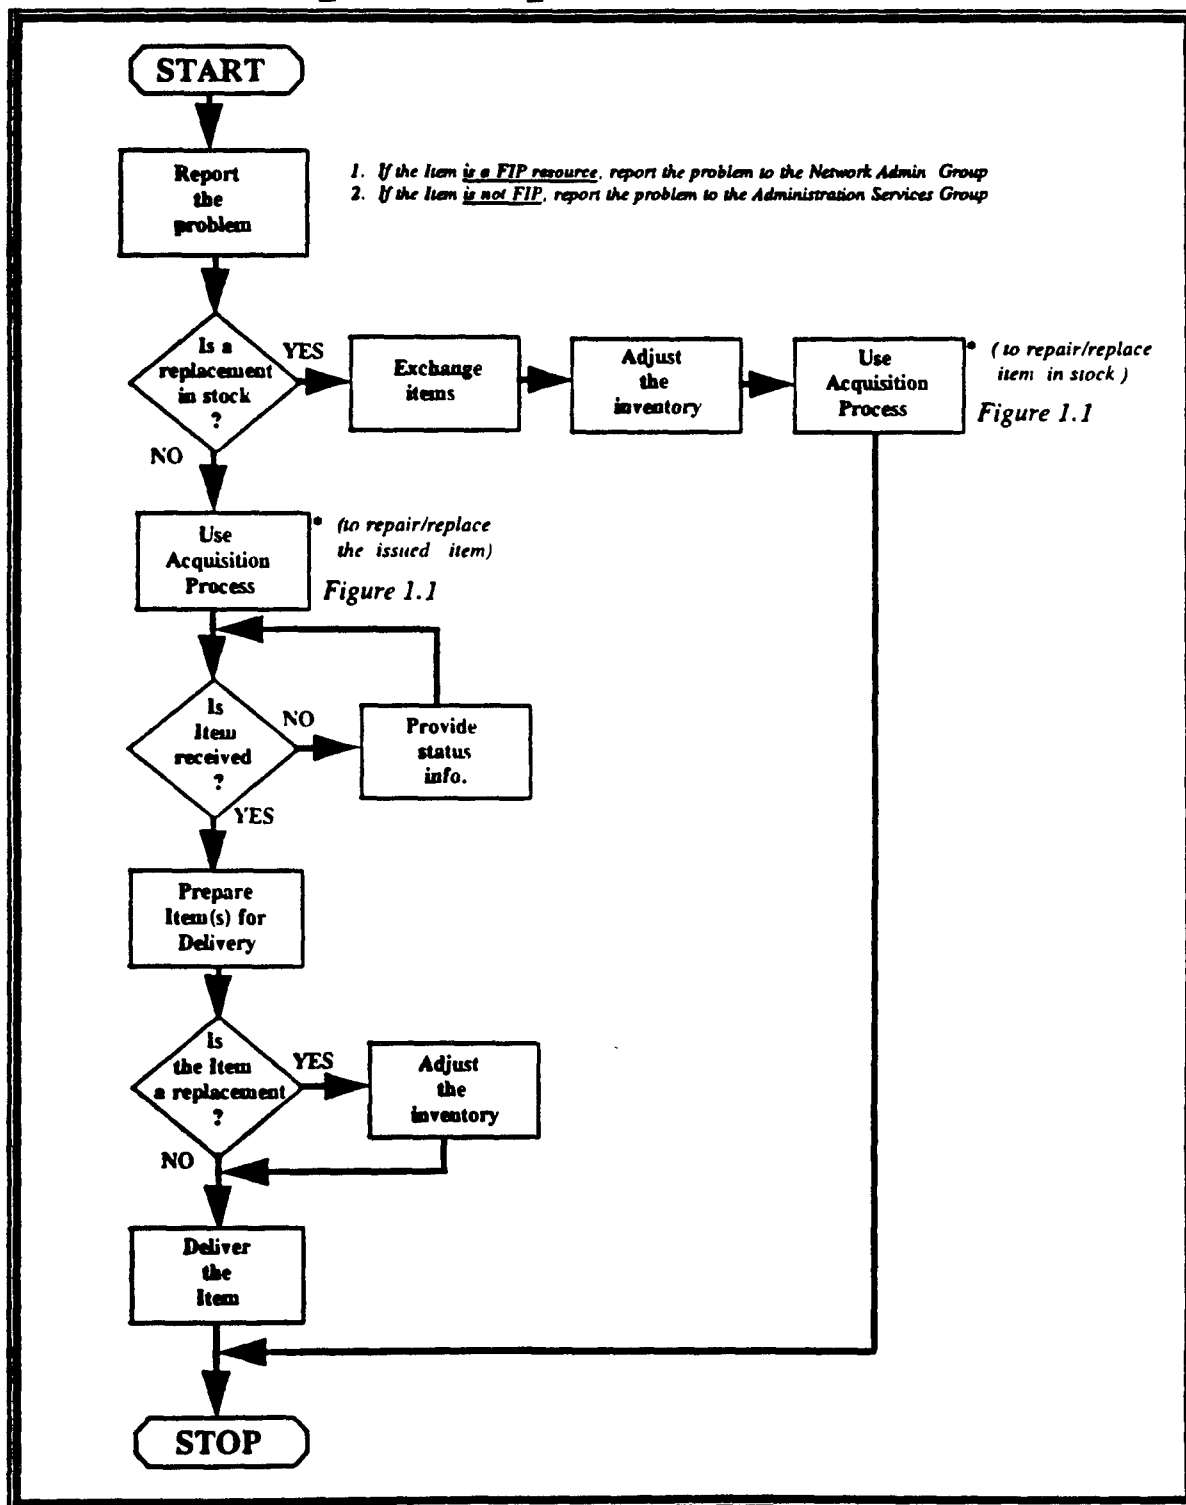 START
Report
the
problem
1. If the Item is a FIP resource, report the problem to the Network Admin Group
2. If the Item is not FIP, report the problem to the Administration Services Group
Is a
replacement
in stock
?
YES
Exchange
items
Adjust
the
inventory
Use
Acquisition
Process
* (to repair/replace
item in stock)
Figure 1.1
NO
Use
Acquisition
Process
* (to repair/replace
the issued item)
Figure 1.1
Is
Item
received
?
NO
Provide
status
info.
YES
Prepare
Item(s) for
Delivery
Is
the Item
a replacement
?
YES
Adjust
the
inventory
NO
Deliver
the
Item
STOP